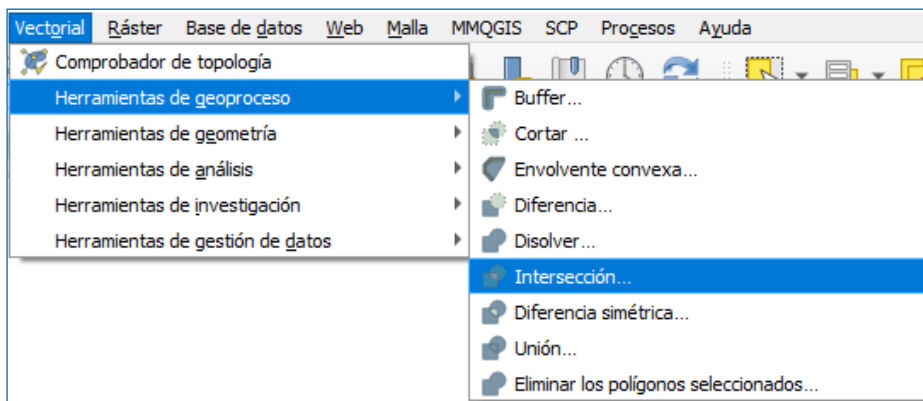 Vectorial Ráster Base de datos Web Malla MMQGIS SCP Procesos Ayuda
Comprobador de topología
Herramientas de geoproceso
Herramientas de geometría
Herramientas de análisis
Herramientas de investigación
Herramientas de gestión de datos
Buffer...
Cortar ...
Envolvente convexa...
Diferencia...
Disolver...
Intersección...
Diferencia simétrica...
Unión...
Eliminar los polígonos seleccionados...